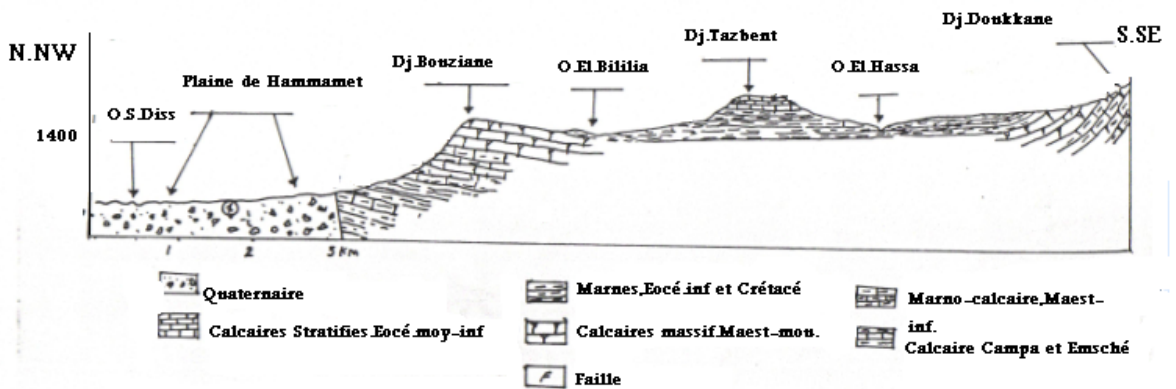 Dj.Doukkane
N.NW
S.SE
Dj.Tazbent
Plaine de Hammamet
Dj.Bouziane
O.El.Bililia
O.El.Hassa
O.S.Diss
1400
1
2
3 Km
Quaternaire
Marnes,Eocé.inf et Crétacé
Marno-calcaire,Maest-
inf.
Calcaires Stratifies.Eocé.moy-inf
Calcaires massif.Maest-mou.
Calcaire Campa et Emsché
F Faille